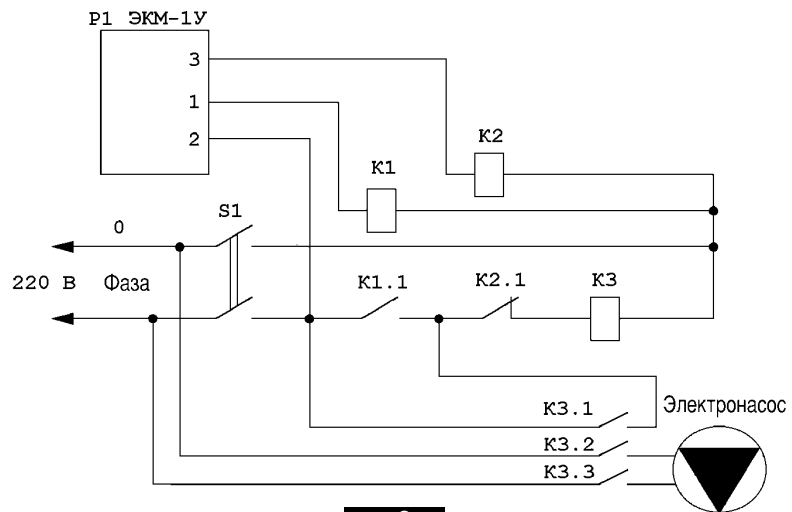 P1 ЭКМ-1У
3
1
2
К2
К1
S1
0
220 В Фаза
К1.1
К2.1
К3
К3.1
Электронасос
К3.2
К3.3